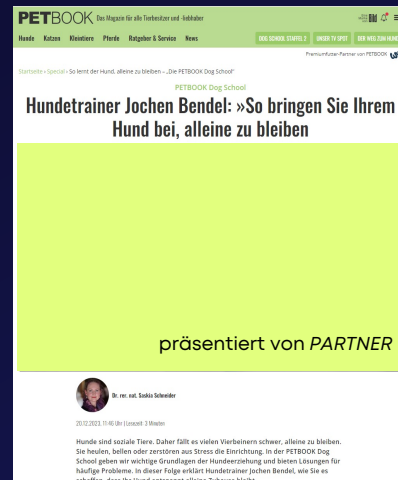 PETBOOK Das Magazin für alle Tierbesitzer und -liebhaber
Hunde Katzen Kleintiere Pferde Ratgeber & Service News DOG SCHOOL STAFFEL 2 UNSER TV SPOT DER WEG ZUM HUND
Premiumfutter-Partner von PETBOOK
Startseite › Special › So lernt der Hund, alleine zu bleiben – „Die PETBOOK Dog School“
PETBOOK Dog School
Hundetrainer Jochen Bendel: »So bringen Sie Ihrem
Hund bei, alleine zu bleiben
präsentiert von PARTNER
Dr. rer. nat. Saskia Schneider
20.12.2023, 11:46 Uhr | Lesezeit: 3 Minuten
Hunde sind soziale Tiere. Daher fällt es vielen Vierbeinern schwer, alleine zu bleiben.
Sie heulen, bellen oder zerstören aus Stress die Einrichtung. In der PETBOOK Dog
School geben wir wichtige Grundlagen der Hundeerziehung und bieten Lösungen für
häufige Probleme. In dieser Folge erklärt Hundetrainer Jochen Bendel, wie Sie es